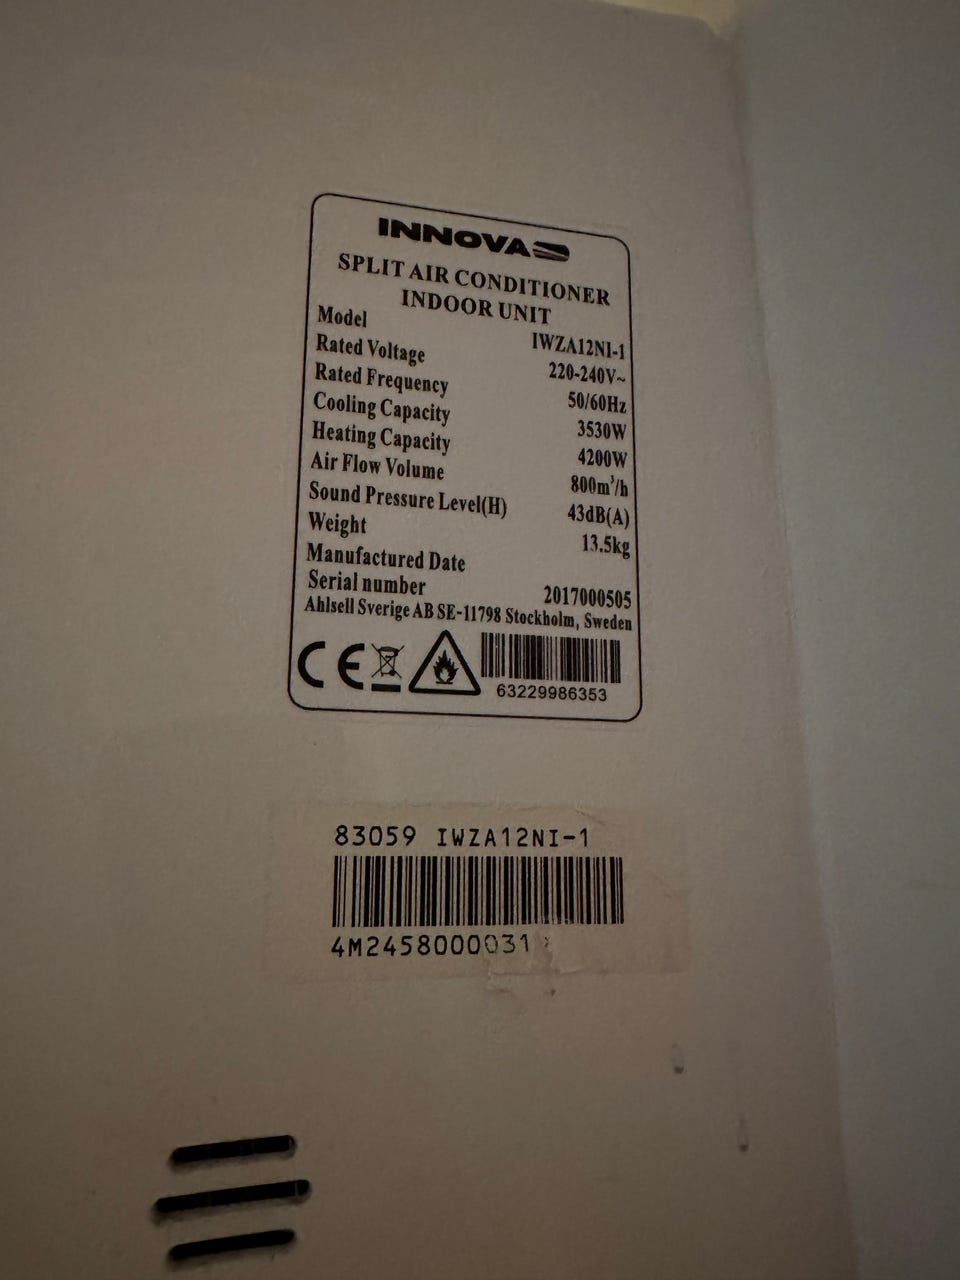 INNOVA
SPLIT AIR CONDITIONER
INDOOR UNIT
Model IWZA12NI-1
Rated Voltage 220-240V~
Rated Frequency 50/60Hz
Cooling Capacity 3530W
Heating Capacity 4200W
Air Flow Volume 800m³/h
Sound Pressure Level(H) 43dB(A)
Weight 13.5kg
Manufactured Date
Serial number 2017000505
Ahlsell Sverige AB SE-11798 Stockholm, Sweden
CE
63229986353
83059 IWZA12NI-1
4M2458000031